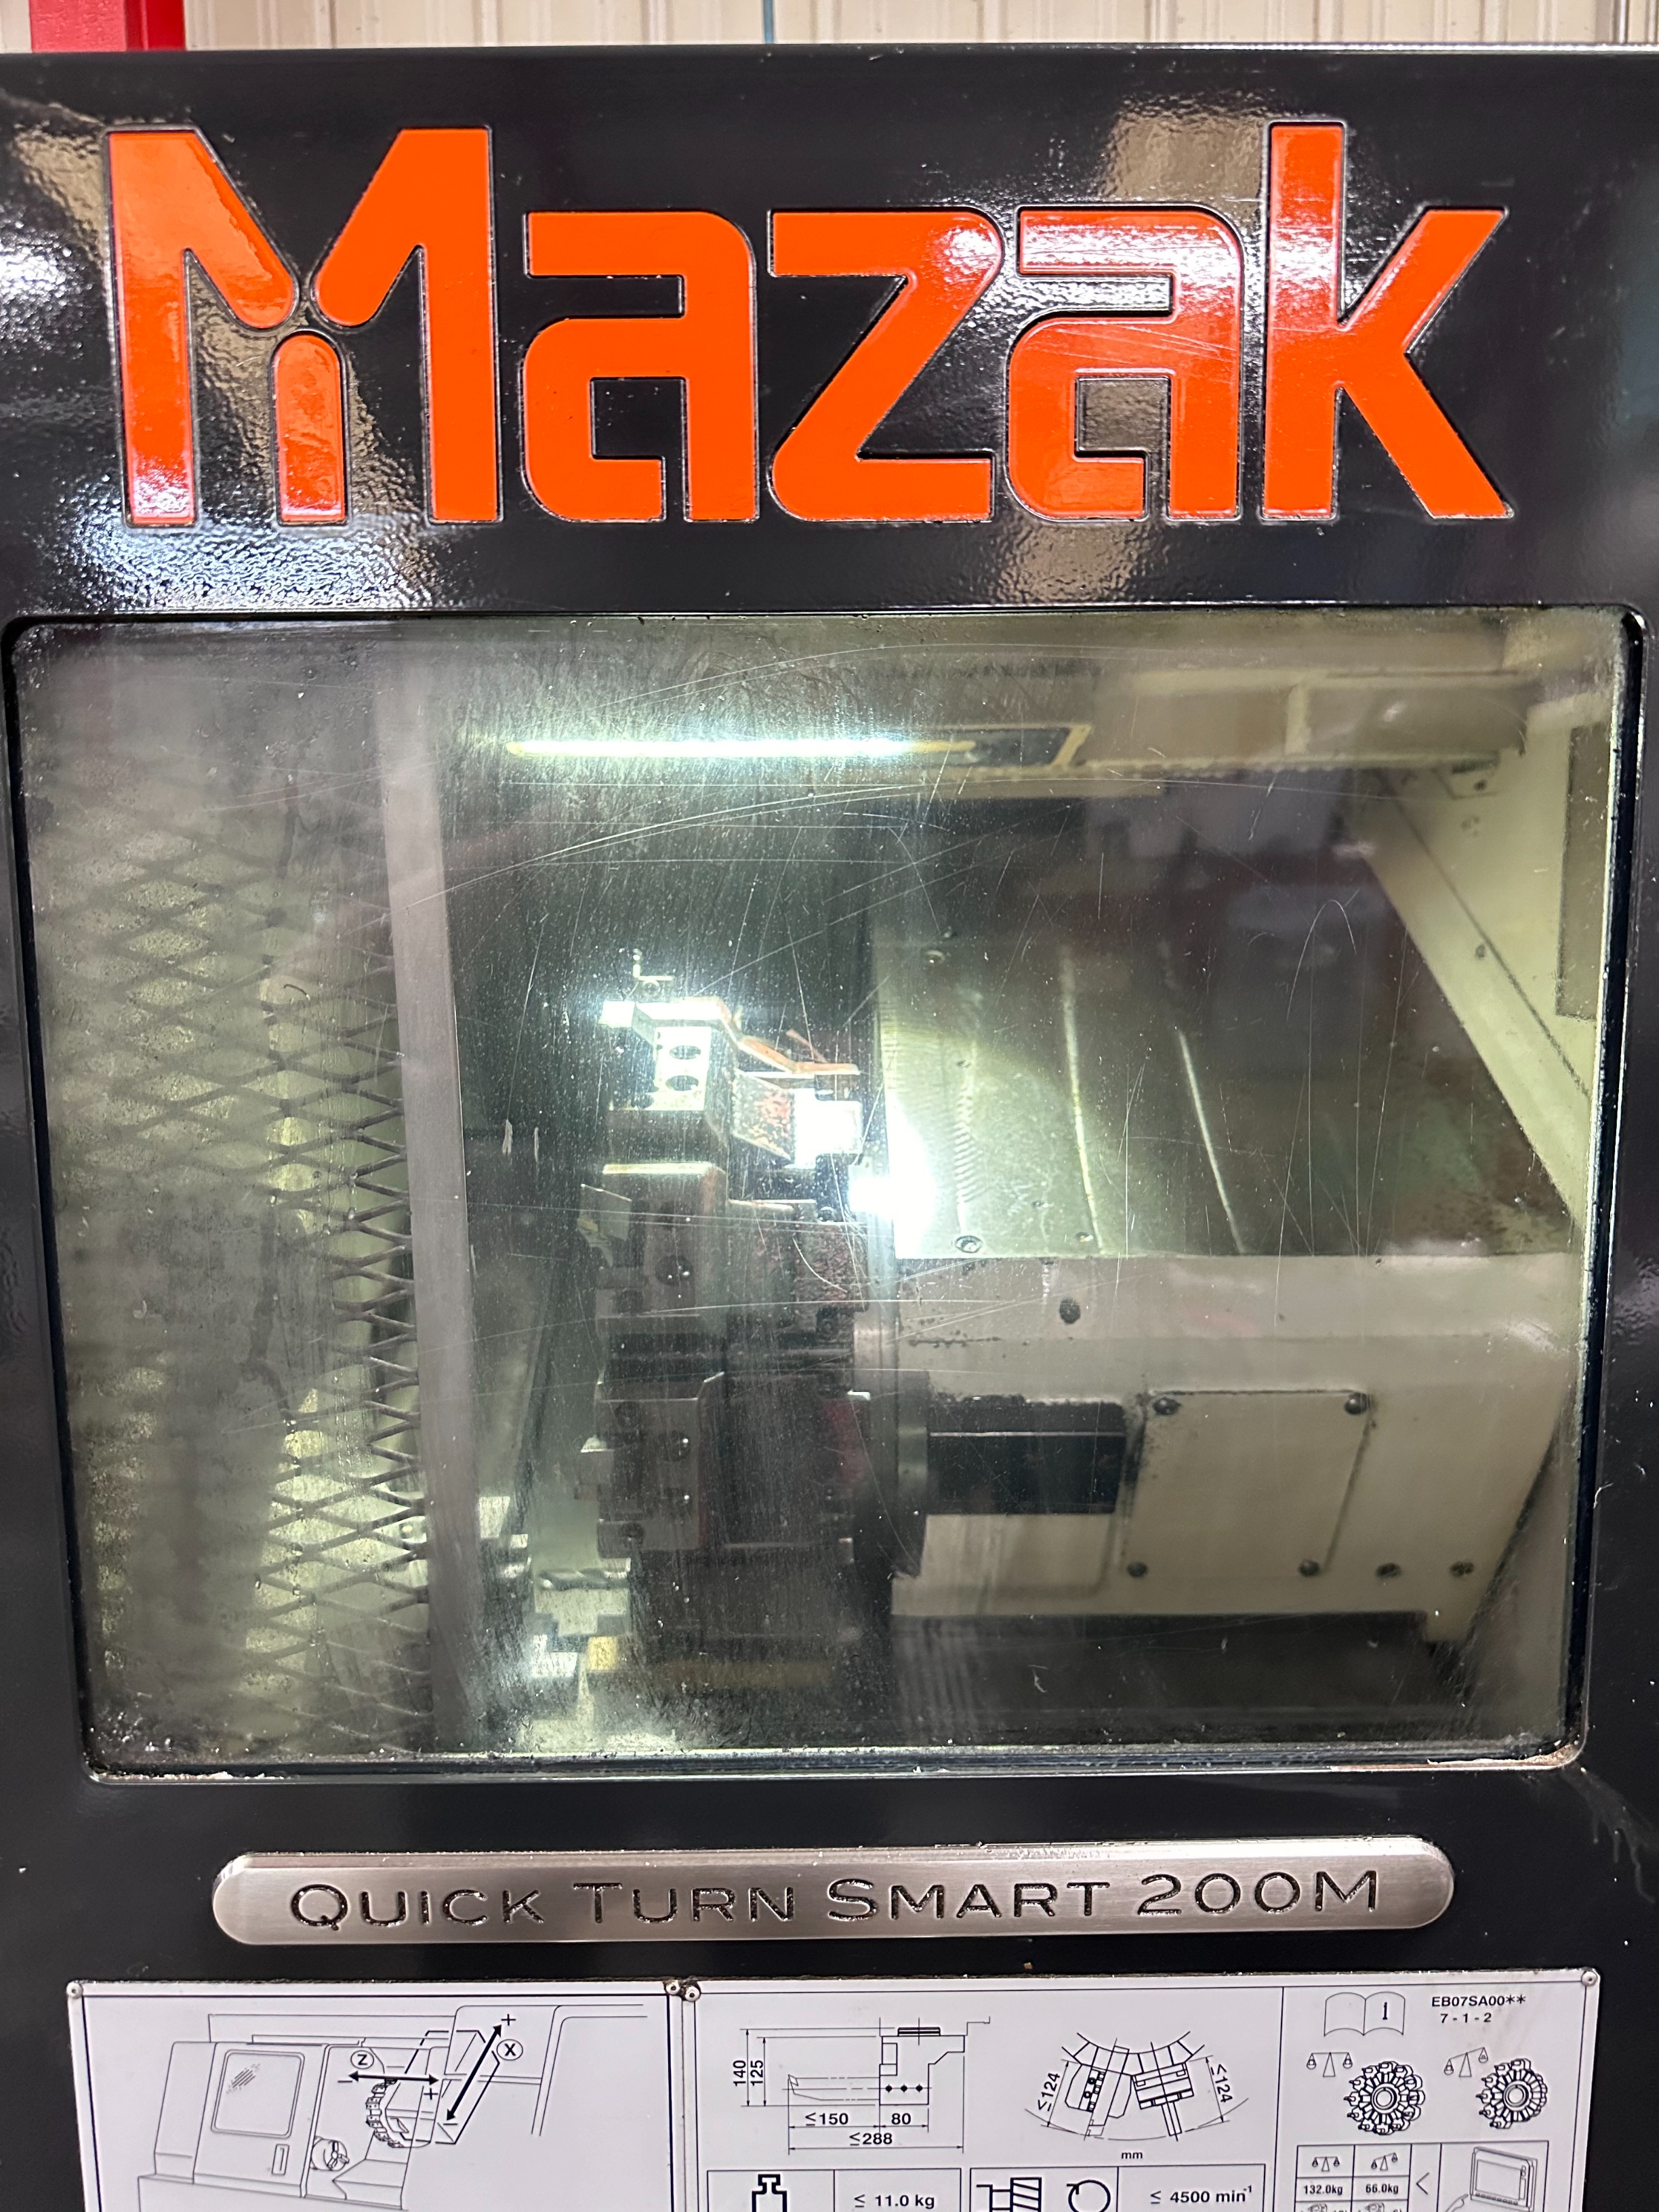 Mazak
QUICK TURN SMART 200M
EB07SA00**
7-1-2
+
X
Z
-
+
-
140
125
≤150
80
≤288
≤124
≤124
mm
132.0kg
66.0kg
<
≤ 11.0 kg
≤ 4500 min-1